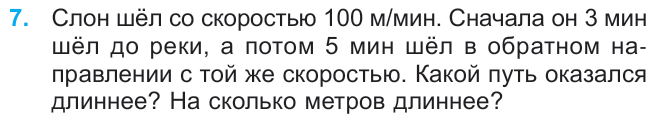 7. Слон шёл со скоростью 100 м/мин. Сначала он 3 мин
шёл до реки, а потом 5 мин шёл в обратном на-
правлении с той же скоростью. Какой путь оказался
длиннее? На сколько метров длиннее?